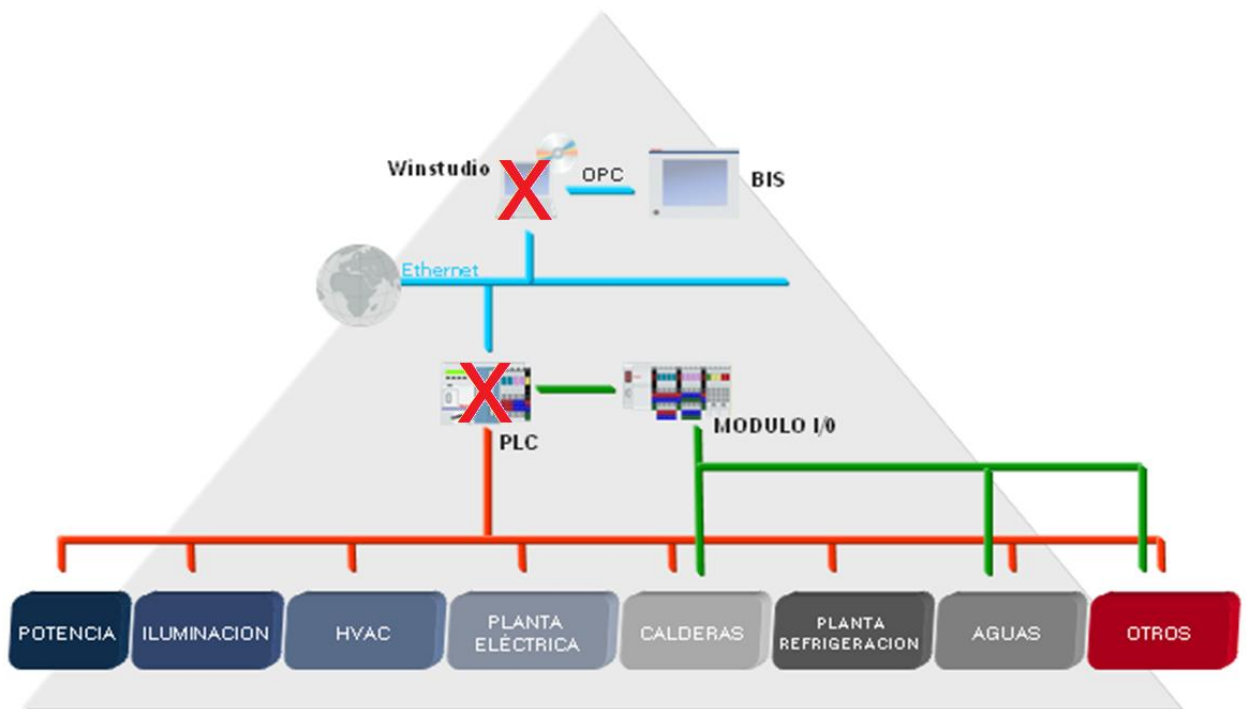 Winstudio
OPC
BIS
Ethernet
PLC
MODULO I/0
POTENCIA
ILUMINACION
HVAC
PLANTA
ELÉCTRICA
CALDERAS
PLANTA
REFRIGERACION
AGUAS
OTROS